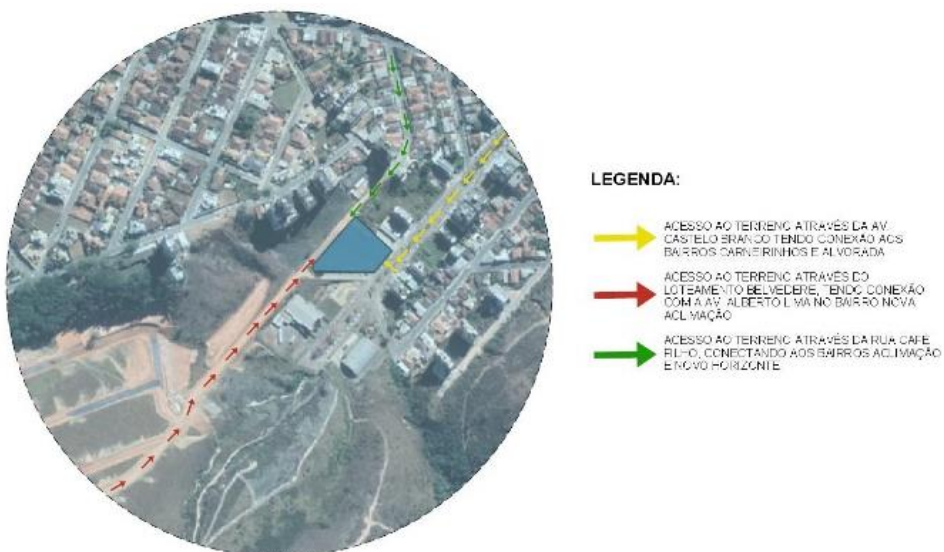 LEGENDA:
ACESSO AO TERRENO ATRAVÉS DA AV.
CASTELO BRANCO TENDO CONEXÃO AOS
BAIRROS CARNEIRINHOS E ALVORADA
ACESSO AO TERRENO ATRAVÉS DO
LOTEAMENTO BELVEDERE, TENDO CONEXÃO
COM A AV. ALBERTO LIMA NO BAIRRO NOVA
ACLIMAÇÃO
ACESSO AO TERRENO ATRAVÉS DA RUA CAFÉ
FILHO, CONECTANDO AOS BAIRROS ACLIMAÇÃO
E NOVO HORIZONTE